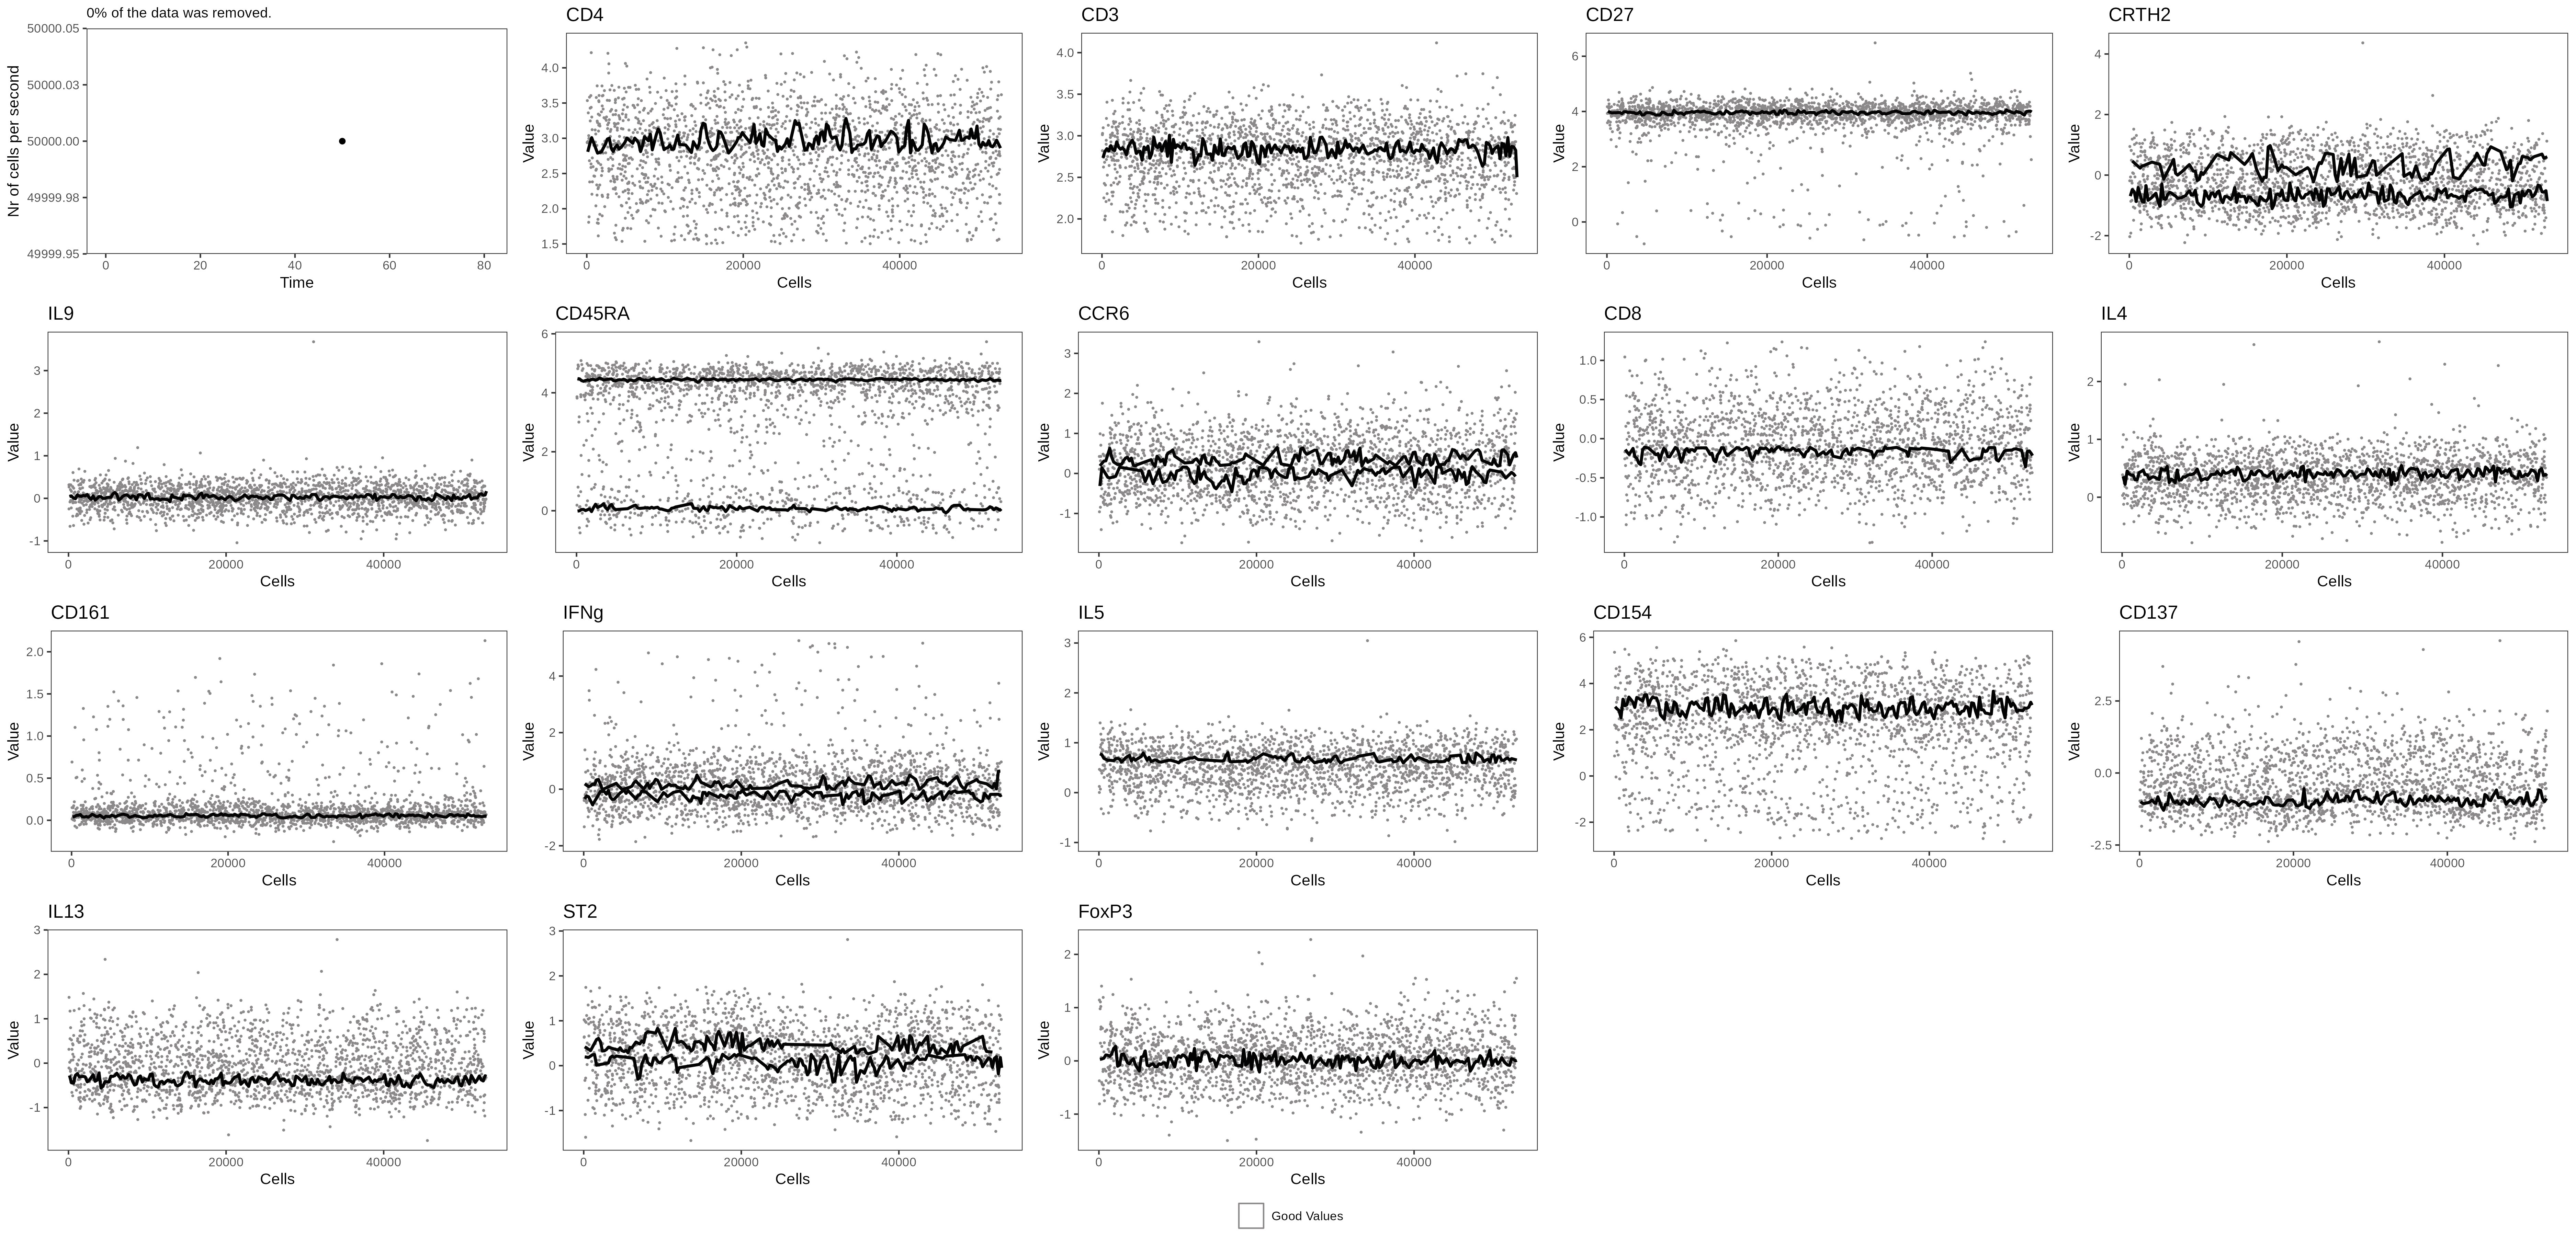 0% of the data was removed.
Nr of cells per second
50000.05
50000.03
50000.00
49999.98
49999.95
0 20 40 60 80
Time
CD4
Value
4.0
3.5
3.0
2.5
2.0
1.5
0 20000 40000
Cells
CD3
Value
4.0
3.5
3.0
2.5
2.0
0 20000 40000
Cells
CD27
Value
6
4
2
0
0 20000 40000
Cells
CRTH2
Value
4
2
0
-2
0 20000 40000
Cells
IL9
Value
3
2
1
0
-1
0 20000 40000
Cells
CD45RA
Value
6
4
2
0
0 20000 40000
Cells
CCR6
Value
3
2
1
0
-1
0 20000 40000
Cells
CD8
Value
1.0
0.5
0.0
-0.5
-1.0
0 20000 40000
Cells
IL4
Value
2
1
0
0 20000 40000
Cells
CD161
Value
2.0
1.5
1.0
0.5
0.0
0 20000 40000
Cells
IFNg
Value
4
2
0
-2
0 20000 40000
Cells
IL5
Value
3
2
1
0
-1
0 20000 40000
Cells
CD154
Value
6
4
2
0
-2
0 20000 40000
Cells
CD137
Value
2.5
0.0
-2.5
0 20000 40000
Cells
IL13
Value
3
2
1
0
-1
0 20000 40000
Cells
ST2
Value
3
2
1
0
-1
0 20000 40000
Cells
FoxP3
Value
2
1
0
-1
0 20000 40000
Cells
Good Values